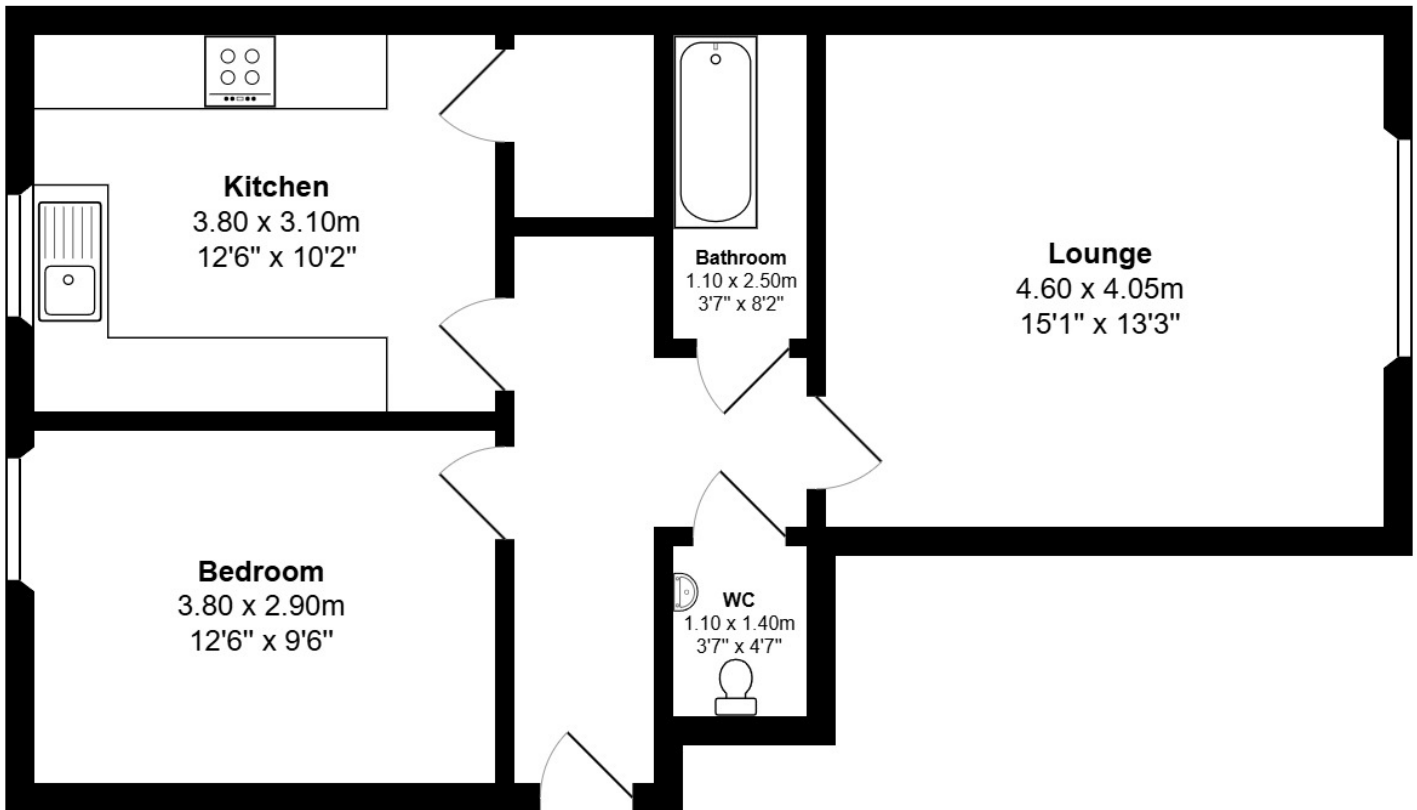 Kitchen
3.80 x 3.10m
12'6" x 10'2"
Bathroom
1.10 x 2.50m
3'7" x 8'2"
Lounge
4.60 x 4.05m
15'1" x 13'3"
Bedroom
3.80 x 2.90m
12'6" x 9'6"
WC
1.10 x 1.40m
3'7" x 4'7"